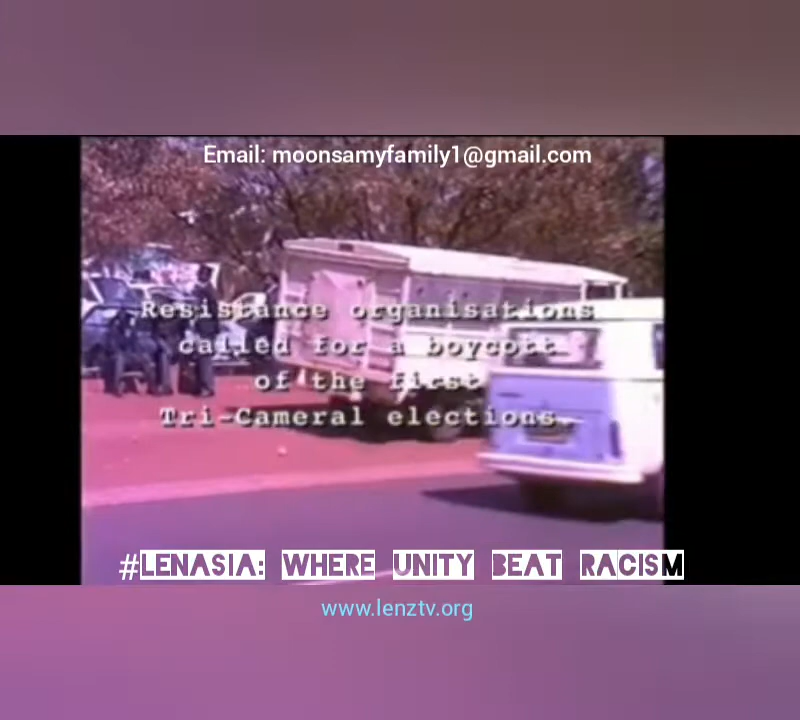 Email: moonsamyfamily1@gmail.com
Resistance organisations
called for a boycott
of the first
Tri-Cameral elections.
#LENASIA: WHERE UNITY BEAT RACISM
www.lenztv.org